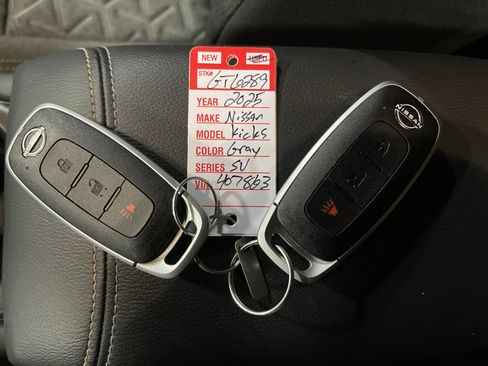 NEW USED
STK# GT6289
YEAR 2025
MAKE Nissan
MODEL Kicks
COLOR Gray
SERIES SV
VIN 407863
NISSAN